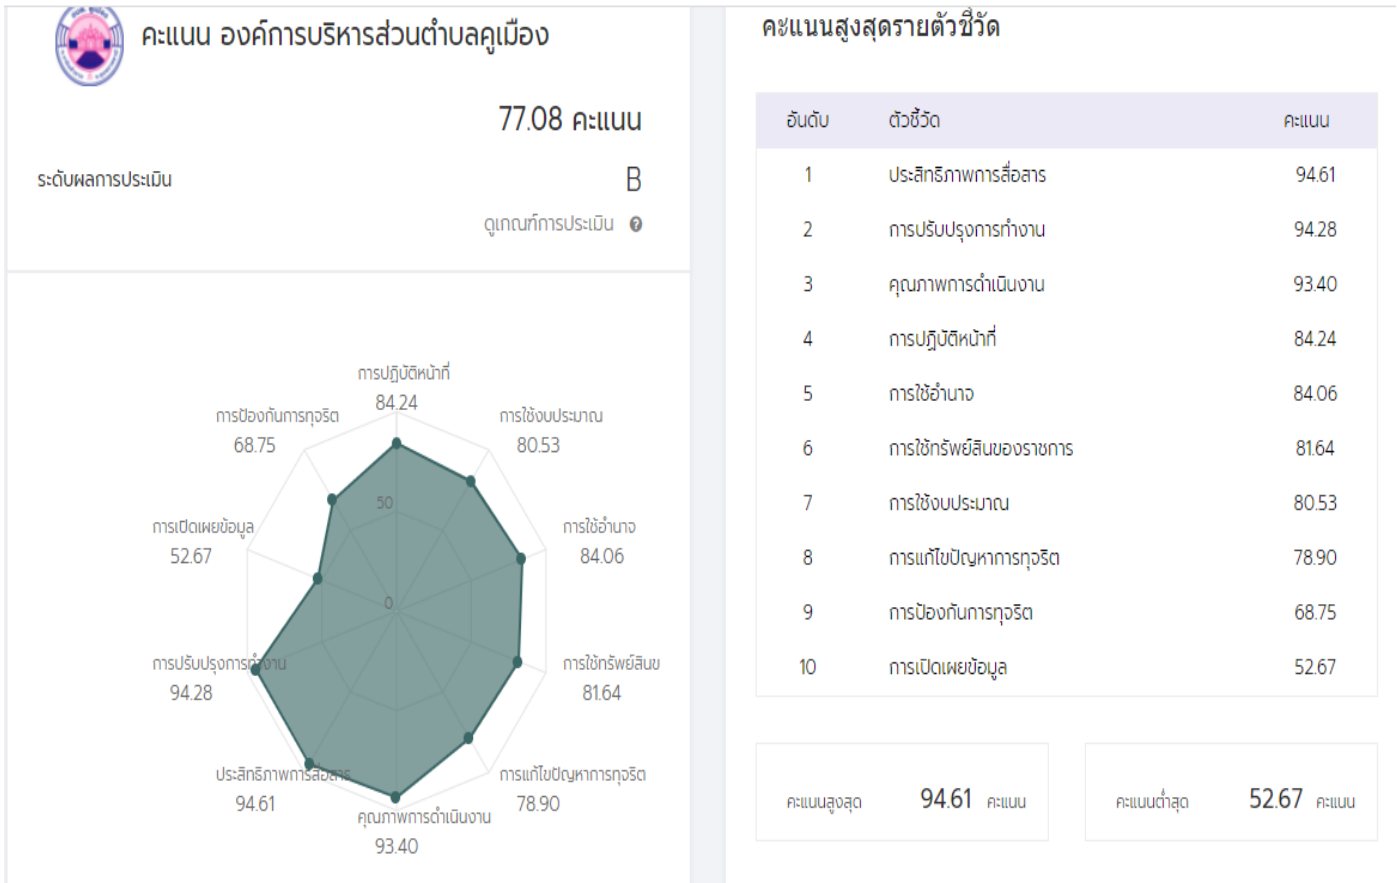 คะแนน องค์การบริหารส่วนตำบลคูเมือง
77.08 คะแนน
ระดับผลการประเมิน B
ดูเกณฑ์การประเมิน
การปฏิบัติหน้าที่
84.24
การป้องกันการทุจริต
68.75
การใช้งบประมาณ
80.53
50
การเปิดเผยข้อมูล
52.67
การใช้อำนาจ
84.06
0
การปรับปรุงการทำงาน
94.28
การใช้ทรัพย์สินข
81.64
ประสิทธิภาพการสื่อสาร
94.61
การแก้ไขปัญหาการทุจริต
78.90
คุณภาพการดำเนินงาน
93.40
คะแนนสูงสุดรายตัวชี้วัด
อันดับ ตัวชี้วัด คะแนน
1 ประสิทธิภาพการสื่อสาร 94.61
2 การปรับปรุงการทำงาน 94.28
3 คุณภาพการดำเนินงาน 93.40
4 การปฏิบัติหน้าที่ 84.24
5 การใช้อำนาจ 84.06
6 การใช้ทรัพย์สินของราชการ 81.64
7 การใช้งบประมาณ 80.53
8 การแก้ไขปัญหาการทุจริต 78.90
9 การป้องกันการทุจริต 68.75
10 การเปิดเผยข้อมูล 52.67
คะแนนสูงสุด 94.61 คะแนน
คะแนนต่ำสุด 52.67 คะแนน